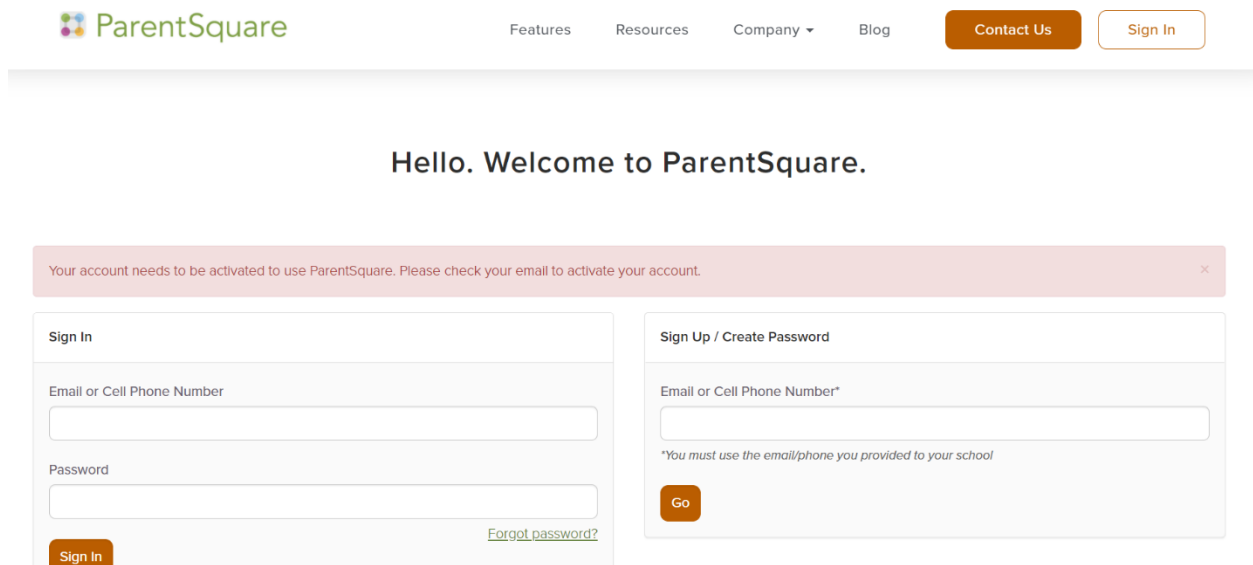 ParentSquare
Features Resources Company Blog Contact Us Sign In
Hello. Welcome to ParentSquare.
Your account needs to be activated to use ParentSquare. Please check your email to activate your account. ×
Sign In
Email or Cell Phone Number
Password
Forgot password?
Sign In
Sign Up / Create Password
Email or Cell Phone Number*
*You must use the email/phone you provided to your school
Go